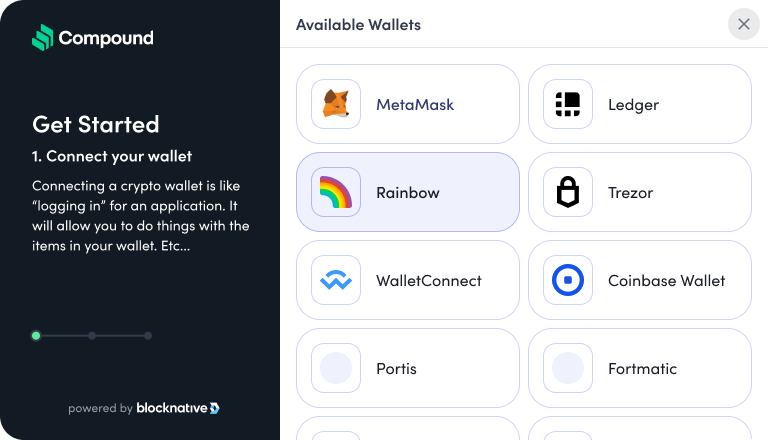 Compound
Get Started
1. Connect your wallet
Connecting a crypto wallet is like
“logging in” for an application. It
will allow you to do things with the
items in your wallet. Etc...
powered by blocknative
Available Wallets
MetaMask
Ledger
Rainbow
Trezor
WalletConnect
Coinbase Wallet
Portis
Fortmatic